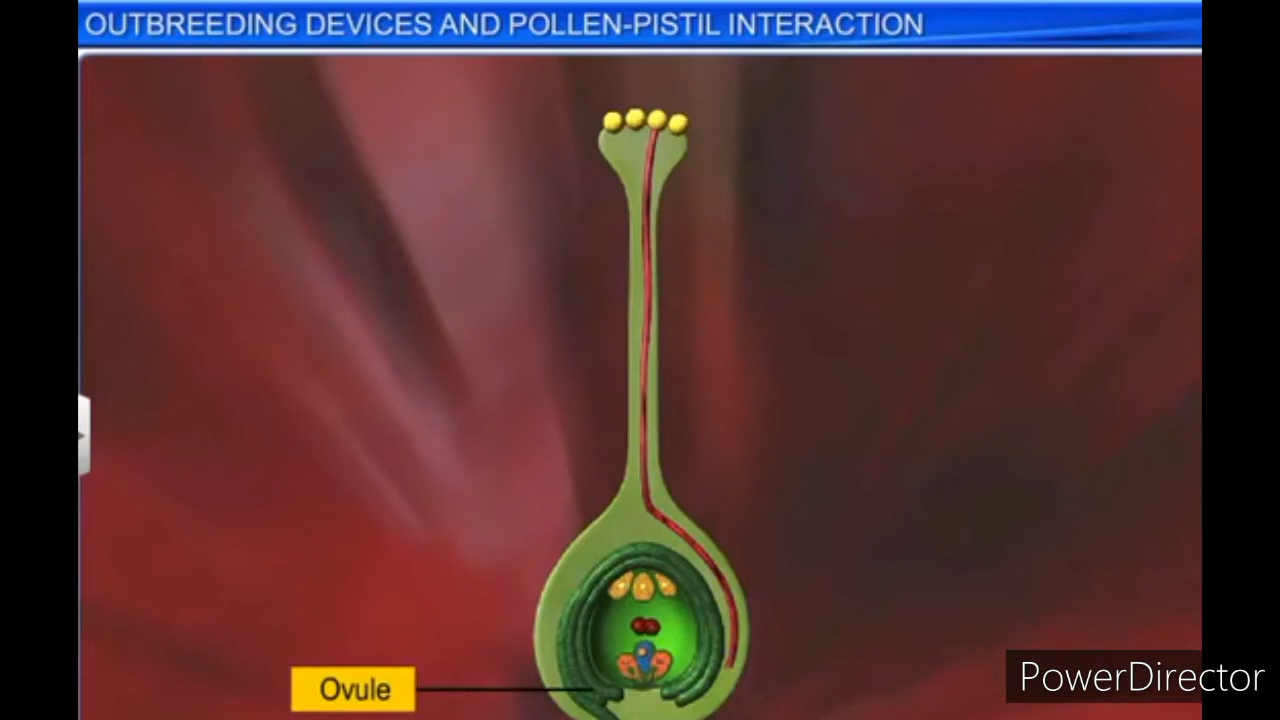 OUTBREEDING DEVICES AND POLLEN-PISTIL INTERACTION
Ovule
PowerDirector